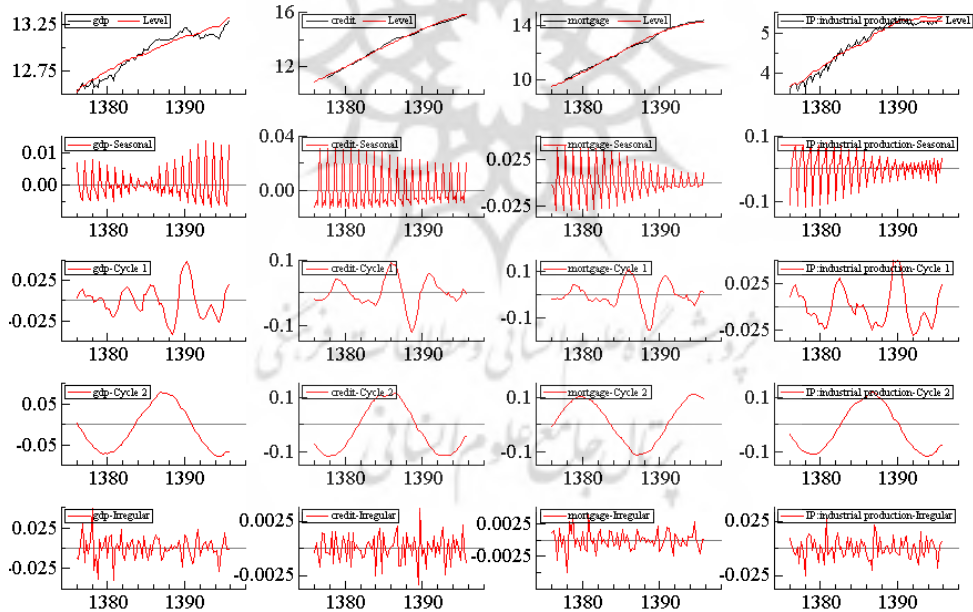 gdp Level
credit Level
mortgage Level
IP:industrial production Level
13.25
12.75
1380 1390
16
12
1380 1390
14
10
1380 1390
5
4
1380 1390
gdp-Seasonal
credit-Seasonal
mortgage-Seasonal
IP:industrial production-Seasonal
0.01
0.00
1380 1390
0.04
0.00
1380 1390
0.025
-0.025
1380 1390
0.1
-0.1
1380 1390
gdp-Cycle 1
credit-Cycle 1
mortgage-Cycle 1
IP:industrial production-Cycle 1
0.025
-0.025
1380 1390
0.1
-0.1
1380 1390
0.1
-0.1
1380 1390
0.025
-0.025
1380 1390
پژوهشگاه علوم انسانی و مطالعات فرهنگی
gdp-Cycle 2
credit-Cycle 2
mortgage-Cycle 2
IP:industrial production-Cycle 2
0.05
-0.05
1380 1390
0.1
-0.1
1380 1390
0.1
-0.1
1380 1390
0.1
-0.1
1380 1390
پرتال جامع علوم انسانی
gdp-Irregular
credit-Irregular
mortgage-Irregular
IP:industrial production-Irregular
0.025
-0.025
1380 1390
0.0025
-0.0025
1380 1390
0.0025
-0.0025
1380 1390
0.025
-0.025
1380 1390